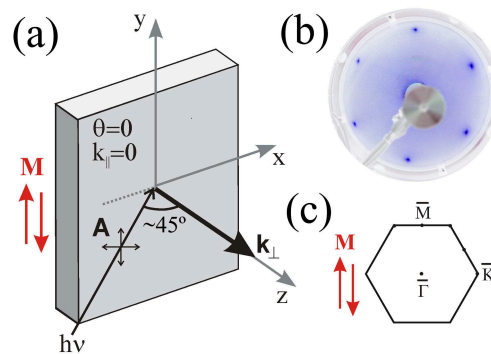 (a)
y
θ=0
k∥=0
M
x
A
~45º
k⊥
z
hν
(b)
(c)
M̅
M
K̅
Γ̅